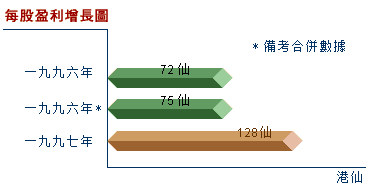 每股盈利增長圖
*備考合併數據
一九九六年
72仙
一九九六年*
75仙
一九九七年
128仙
港仙